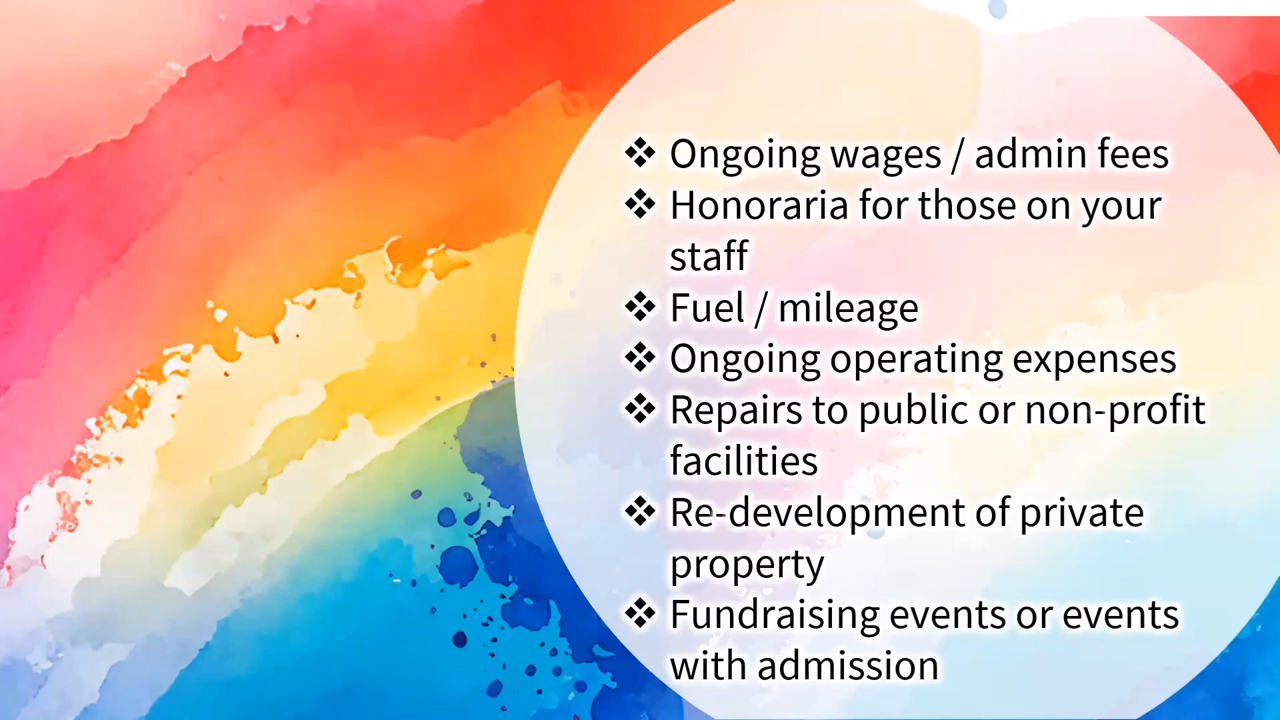 ❖ Ongoing wages / admin fees
❖ Honoraria for those on your
staff
❖ Fuel / mileage
❖ Ongoing operating expenses
❖ Repairs to public or non-profit
facilities
❖ Re-development of private
property
❖ Fundraising events or events
with admission